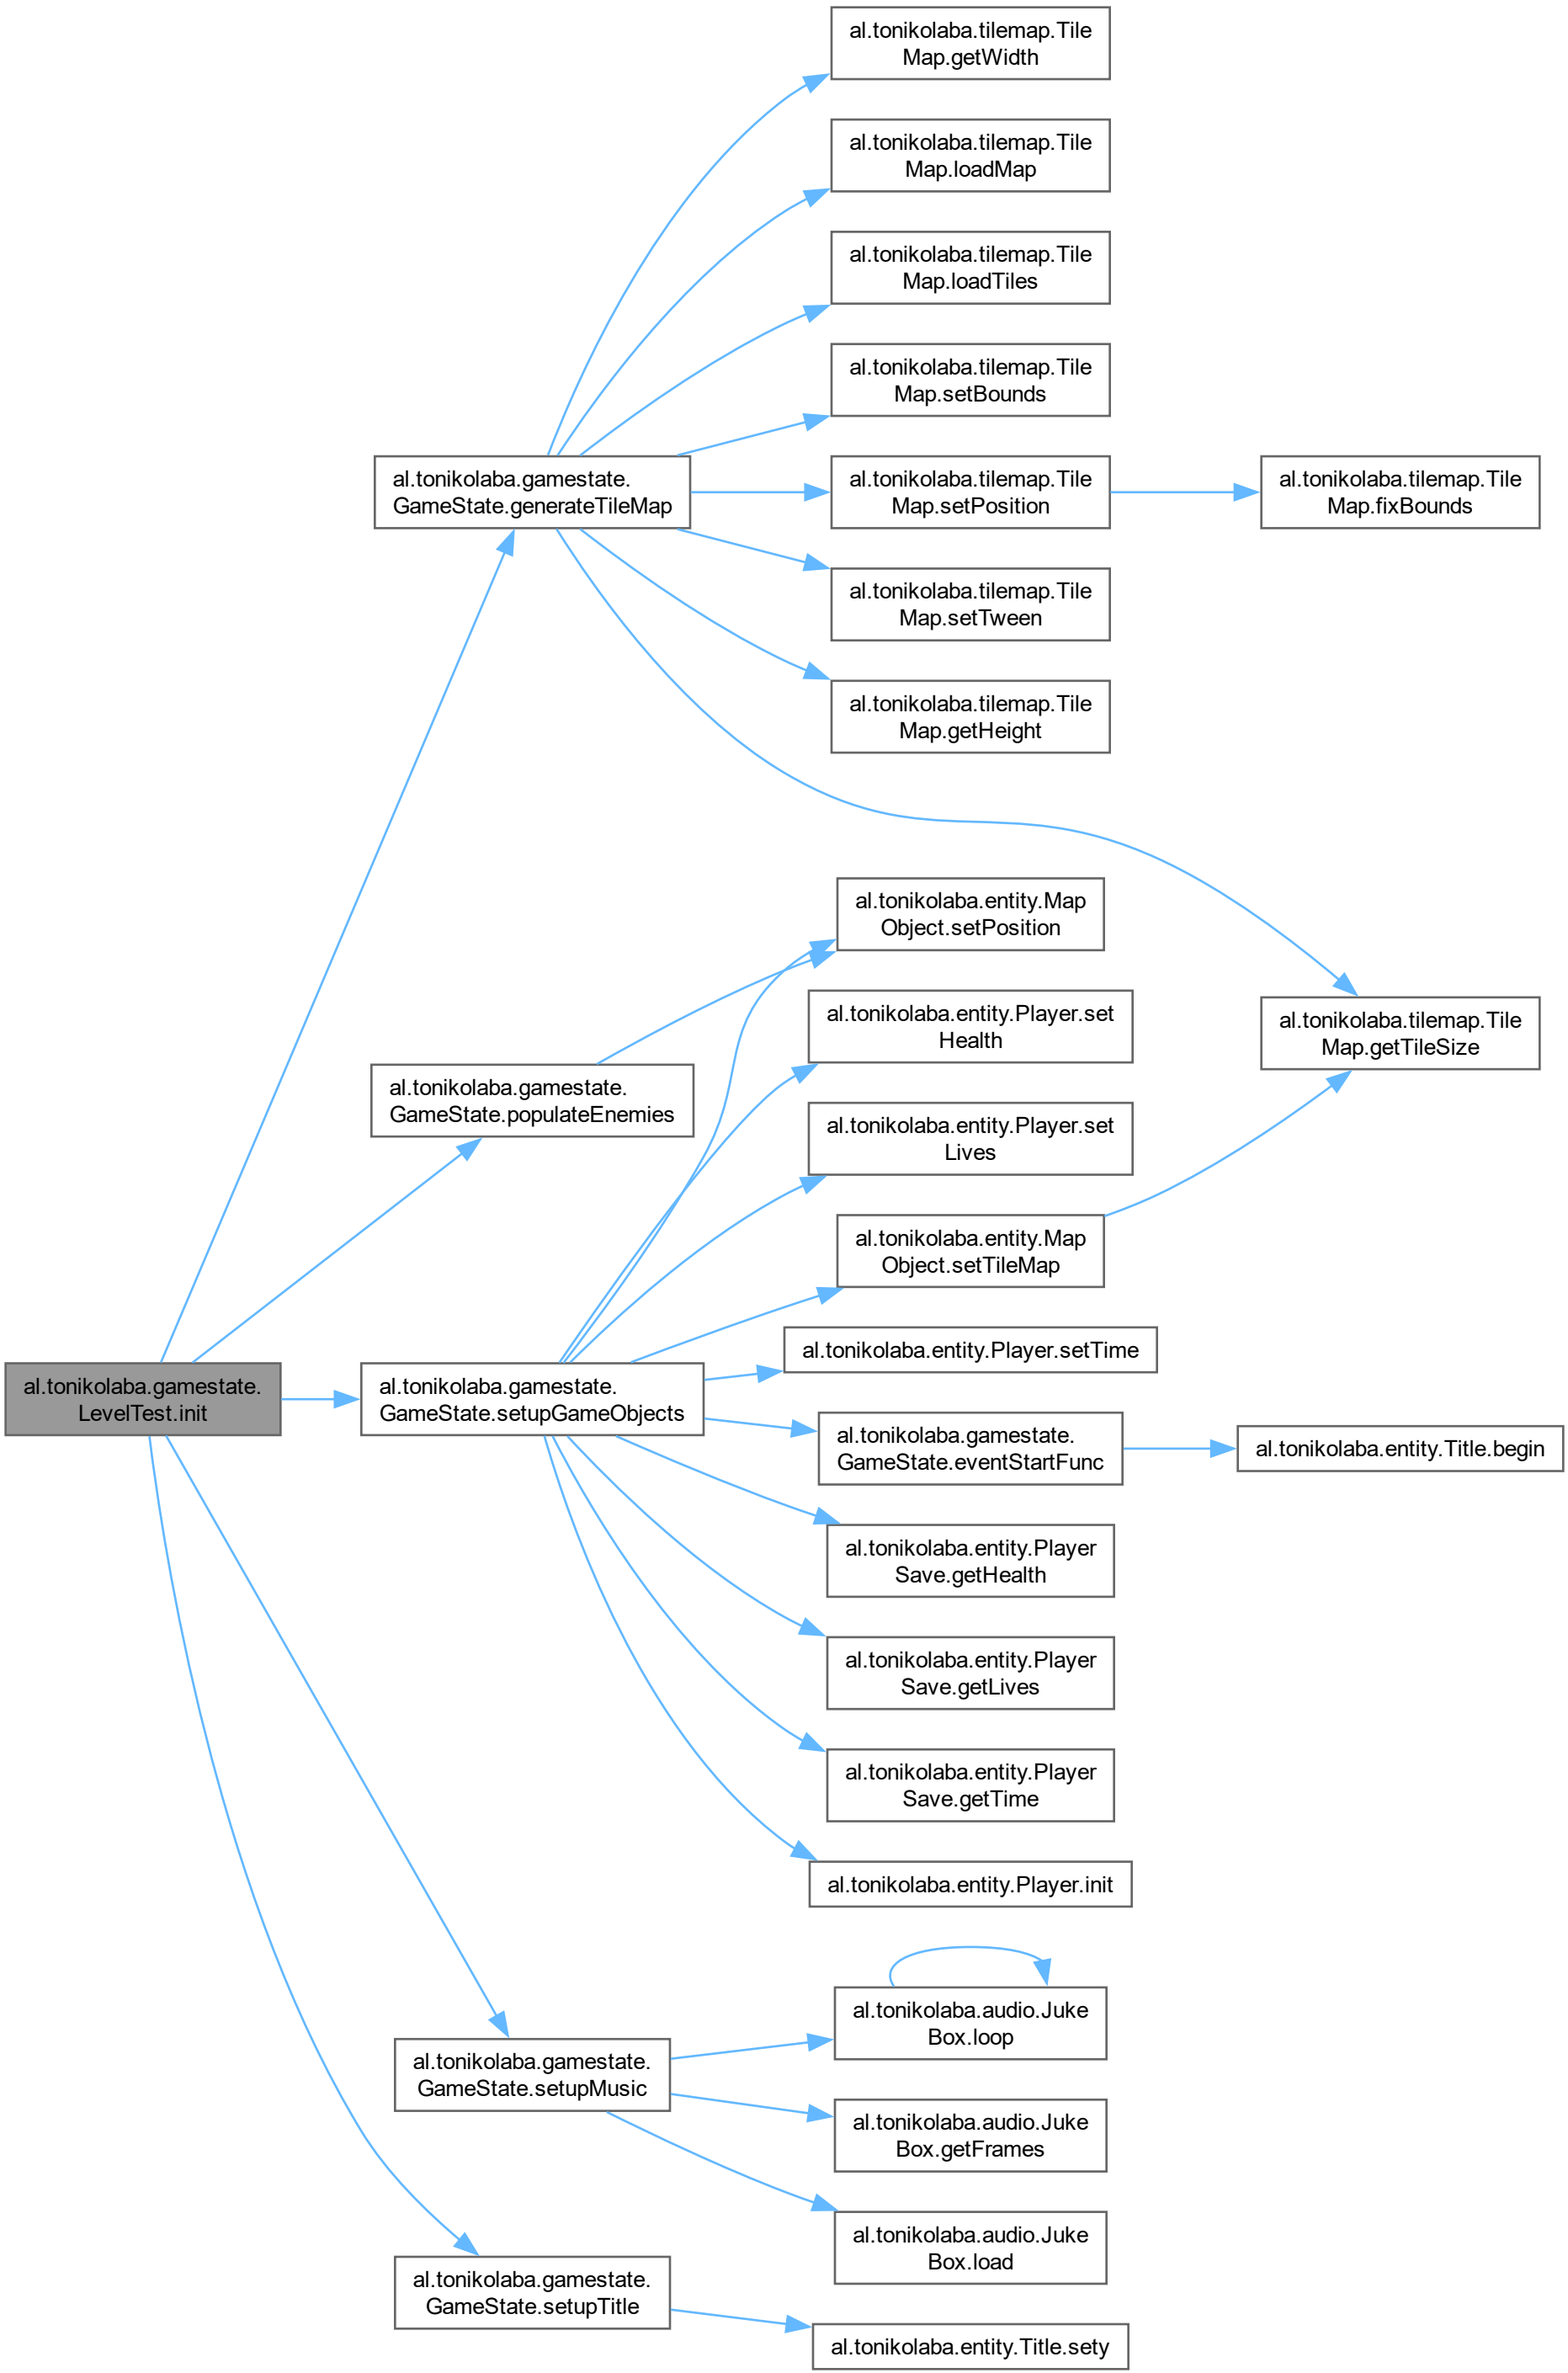 al.tonikolaba.tilemap.Tile
Map.getWidth
al.tonikolaba.tilemap.Tile
Map.loadMap
al.tonikolaba.tilemap.Tile
Map.loadTiles
al.tonikolaba.tilemap.Tile
Map.setBounds
al.tonikolaba.gamestate.
GameState.generateTileMap
al.tonikolaba.tilemap.Tile
Map.setPosition
al.tonikolaba.tilemap.Tile
Map.fixBounds
al.tonikolaba.tilemap.Tile
Map.setTween
al.tonikolaba.tilemap.Tile
Map.getHeight
al.tonikolaba.entity.Map
Object.setPosition
al.tonikolaba.entity.Player.set
Health
al.tonikolaba.tilemap.Tile
Map.getTileSize
al.tonikolaba.gamestate.
GameState.populateEnemies
al.tonikolaba.entity.Player.set
Lives
al.tonikolaba.entity.Map
Object.setTileMap
al.tonikolaba.entity.Player.setTime
al.tonikolaba.gamestate.
LevelTest.init
al.tonikolaba.gamestate.
GameState.setupGameObjects
al.tonikolaba.gamestate.
GameState.eventStartFunc
al.tonikolaba.entity.Title.begin
al.tonikolaba.entity.Player
Save.getHealth
al.tonikolaba.entity.Player
Save.getLives
al.tonikolaba.entity.Player
Save.getTime
al.tonikolaba.entity.Player.init
al.tonikolaba.audio.Juke
Box.loop
al.tonikolaba.gamestate.
GameState.setupMusic
al.tonikolaba.audio.Juke
Box.getFrames
al.tonikolaba.audio.Juke
Box.load
al.tonikolaba.gamestate.
GameState.setupTitle
al.tonikolaba.entity.Title.sety